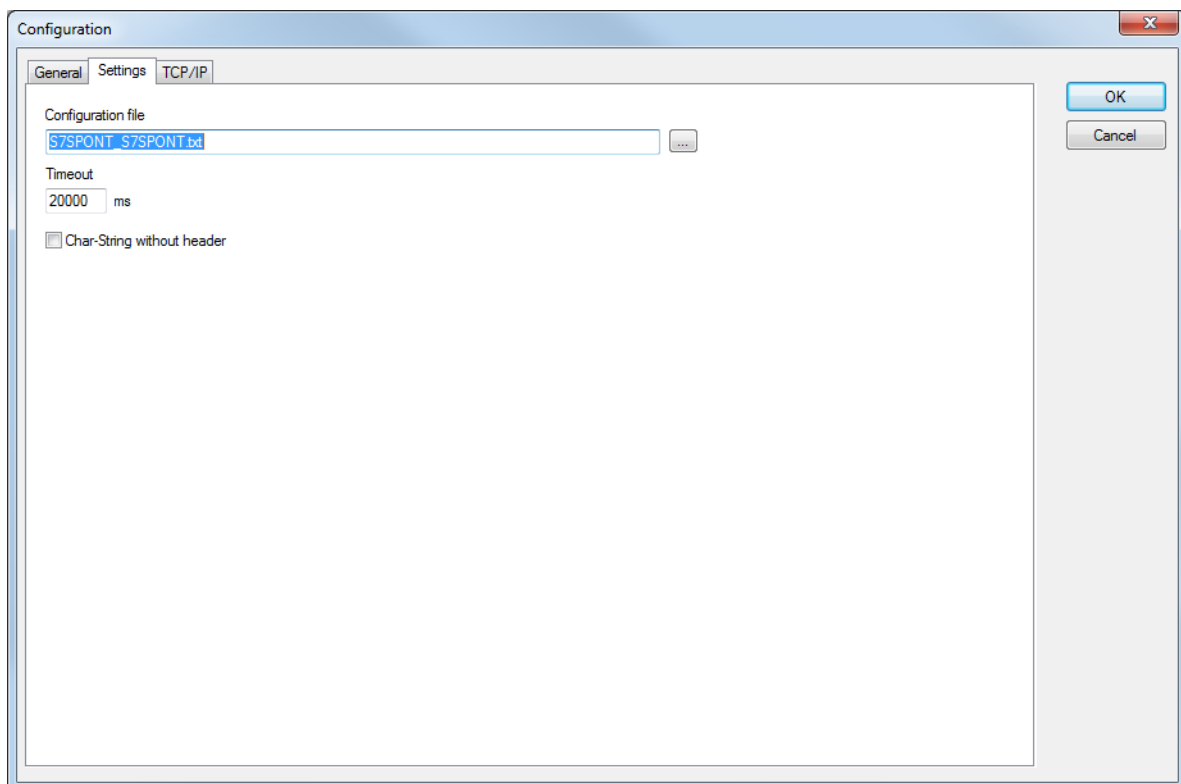 Configuration
General Settings TCP/IP
OK
Configuration file
S7SPONT_S7SPONT.txt ...
Cancel
Timeout
20000 ms
Char-String without header